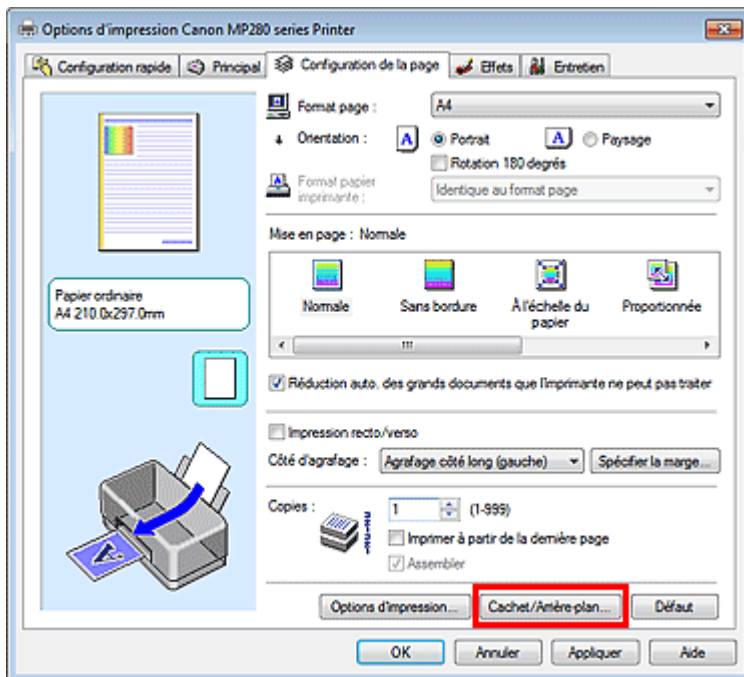 Options d'impression Canon MP280 series Printer
Configuration rapide Principal Configuration de la page Effets Entretien
Format page : A4
Orientation : A Portrait A Paysage
Rotation 180 degrés
Format papier imprimante : Identique au format page
Mise en page : Normale
Normale Sans bordure À l'échelle du papier Proportionnée
Papier ordinaire
A4 210.0x297.0mm
Réduction auto. des grands documents que l'imprimante ne peut pas traiter
Impression recto/verso
Côté d'agrafage : Agrafage côté long (gauche) Spécifier la marge...
Copies : 1 (1-999)
Imprimer à partir de la dernière page
Assembler
Options d'impression... Cachet/Arrière-plan... Défaut
OK Annuler Appliquer Aide